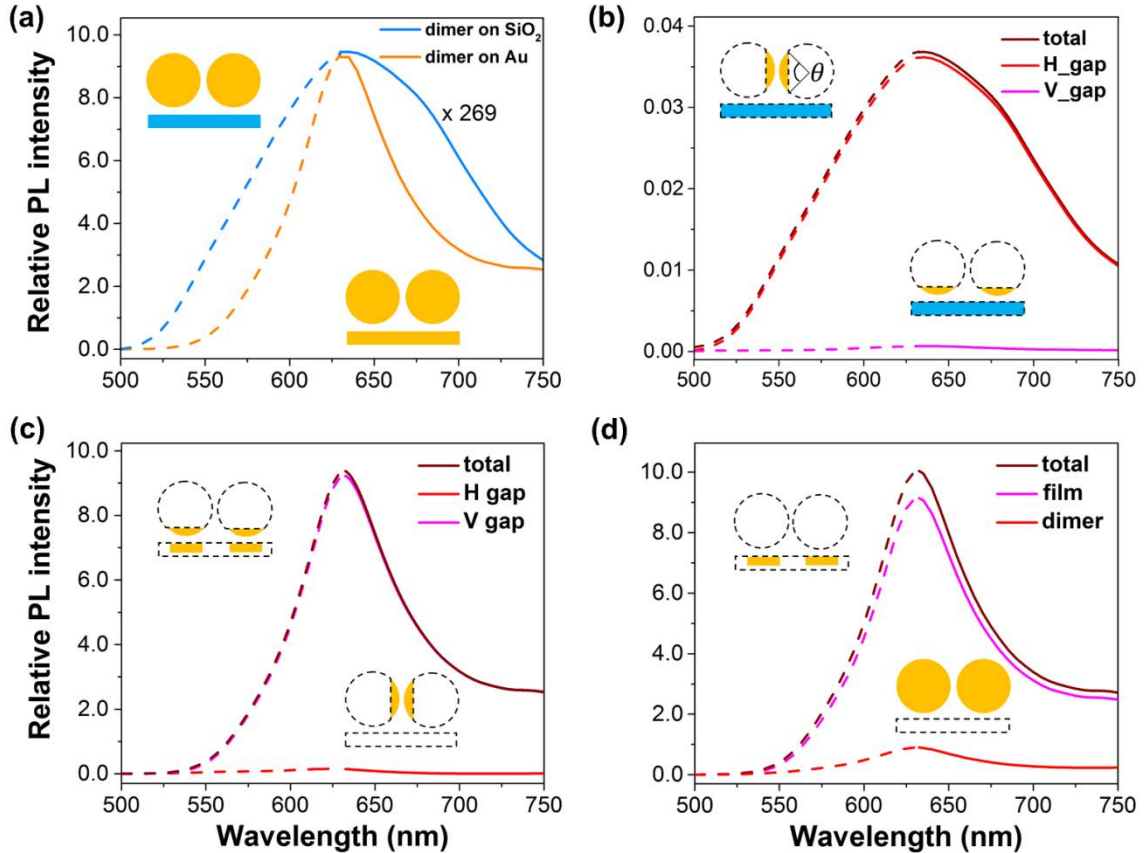 (a)
dimer on SiO₂
dimer on Au
x 269
Relative PL intensity
10.0
8.0
6.0
4.0
2.0
0.0
500 550 600 650 700 750
(b)
total
H_gap
V_gap
θ
0.04
0.03
0.02
0.01
0.00
500 550 600 650 700 750
(c)
total
H gap
V gap
Relative PL intensity
10.0
8.0
6.0
4.0
2.0
0.0
500 550 600 650 700 750
Wavelength (nm)
(d)
total
film
dimer
10.0
8.0
6.0
4.0
2.0
0.0
500 550 600 650 700 750
Wavelength (nm)